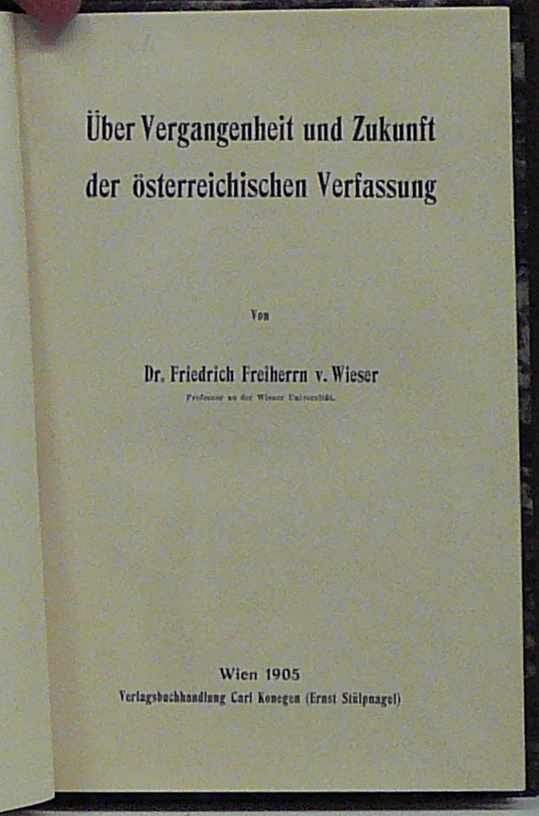 Über Vergangenheit und Zukunft
der österreichischen Verfassung
Von
Dr. Friedrich Freiherrn v. Wieser
Professor an der Wiener Universität.
Wien 1905
Verlagsbuchhandlung Carl Konegen (Ernst Stülpnagel)